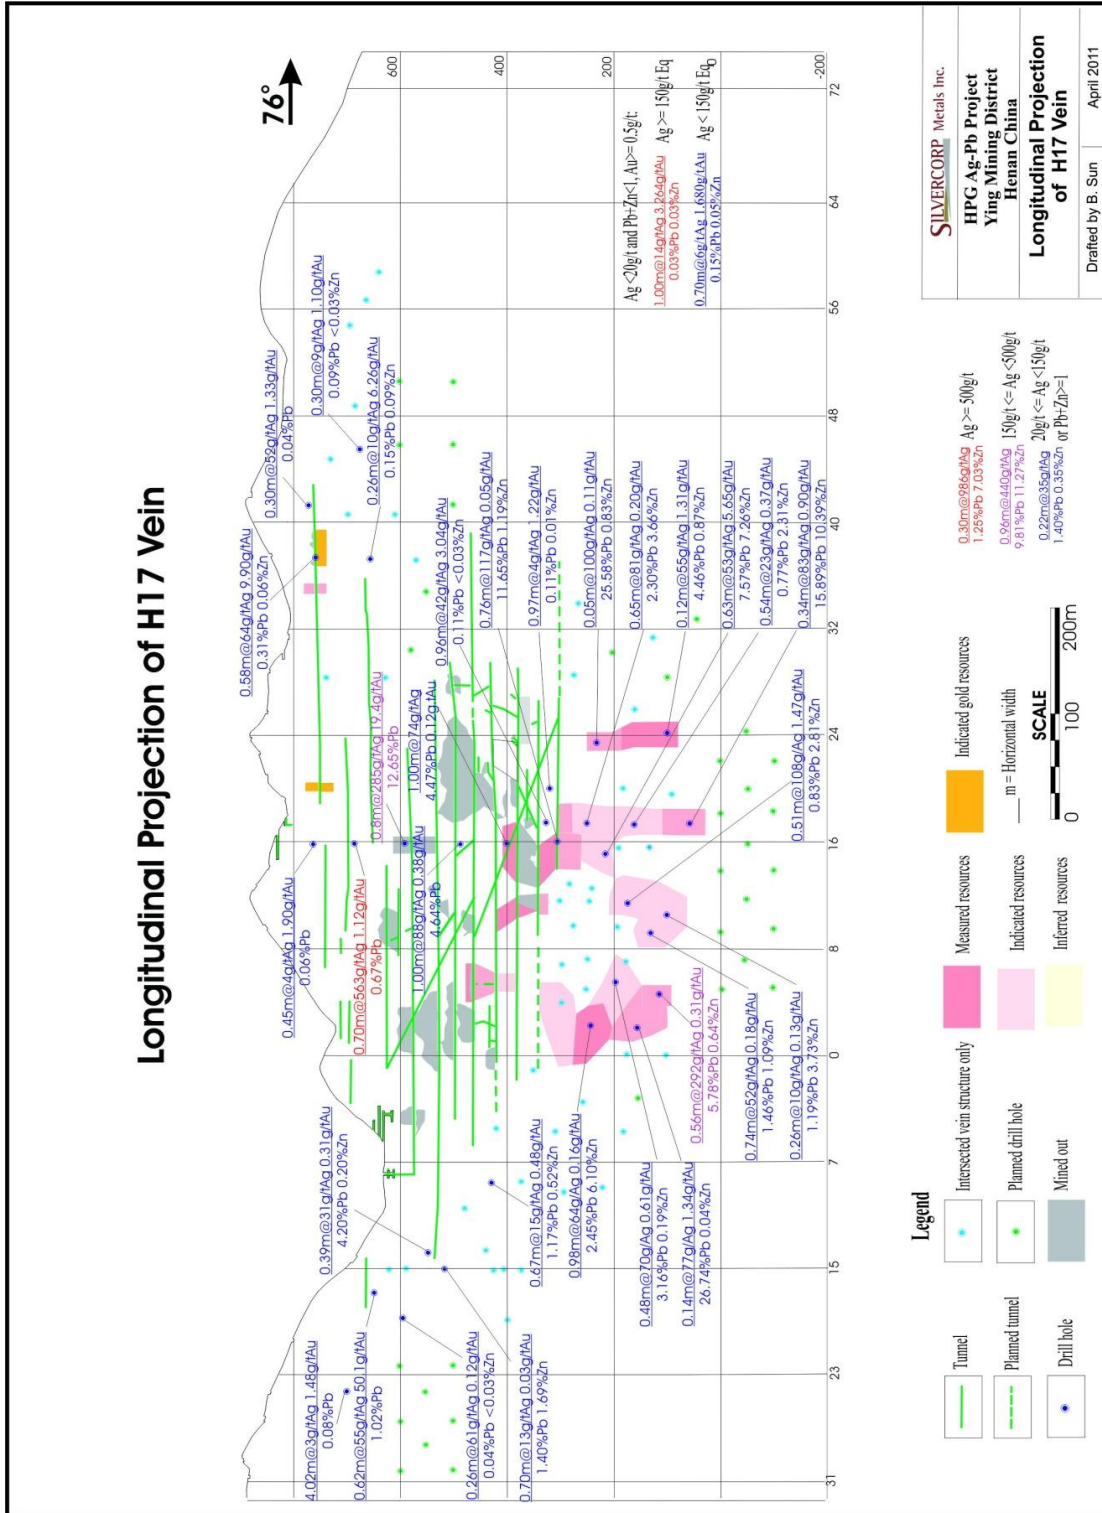 Longitudinal Projection of H17 Vein
76°
600
400
200
0
-200
72
64
56
48
40
32
24
16
8
0
7
15
23
31
4.02m@3g/tAg 1.48g/tAu
0.08%Pb
0.62m@55g/tAg 50.1g/tAu
1.02%Pb
0.26m@61g/tAg 0.12g/tAu
0.04%Pb <0.03%Zn
0.70m@13g/tAg 0.03g/tAu
1.40%Pb 1.69%Zn
0.39m@31g/tAg 0.31g/tAu
4.20%Pb 0.20%Zn
0.67m@15g/tAg 0.48g/tAu
1.17%Pb 0.52%Zn
0.98m@64g/Ag 0.16g/tAu
2.45%Pb 6.10%Zn
0.48m@70g/Ag 0.61g/tAu
3.16%Pb 0.19%Zn
0.14m@77g/Ag 1.34g/tAu
26.74%Pb 0.04%Zn
0.45m@4g/tAg 1.90g/tAu
0.06%Pb
0.70m@563g/tAg 1.12g/tAu
0.67%Pb
0.8m@285g/tAg 19.4g/tAu
12.65%Pb
1.00m@74g/tAg
4.47%Pb 0.12g.tAu
1.00m@88g/tAg 0.38g/tAu
4.64%Pb
0.56m@292g/tAg 0.31g/tAu
5.78%Pb 0.64%Zn
0.74m@52g/tAg 0.18g/tAu
1.46%Pb 1.09%Zn
0.26m@10g/tAg 0.13g/tAu
1.19%Pb 3.73%Zn
0.51m@108g/Ag 1.47g/tAu
0.83%Pb 2.81%Zn
0.58m@64g/tAg 9.90g/tAu
0.31%Pb 0.06%Zn
0.30m@52g/tAg 1.33g/tAu
0.04%Pb
0.30m@9g/tAg 1.10g/tAu
0.09%Pb <0.03%Zn
0.26m@10g/tAg 6.26g/tAu
0.15%Pb 0.09%Zn
0.96m@42g/tAg 3.04g/tAu
0.11%Pb <0.03%Zn
0.76m@117g/tAg 0.05g/tAu
11.65%Pb 1.19%Zn
0.97m@4g/tAg 1.22g/tAu
0.11%Pb 0.01%Zn
0.05m@100g/tAg 0.11g/tAu
25.58%Pb 0.83%Zn
0.65m@81g/tAg 0.20g/tAu
2.30%Pb 3.66%Zn
0.12m@55g/tAg 1.31g/tAu
4.46%Pb 0.87%Zn
0.63m@53g/tAg 5.65g/tAu
7.57%Pb 7.26%Zn
0.54m@23g/tAg 0.37g/tAu
0.77%Pb 2.31%Zn
0.34m@83g/tAg 0.90g/tAu
15.89%Pb 10.39%Zn
Ag <20g/t and Pb+Zn<1, Au>= 0.5g/t:
1.00m@14g/tAg 3.264g/tAu Ag >= 150g/t Eq
0.03%Pb 0.03%Zn
0.70m@6g/tAg 1.680g/tAu Ag < 150g/t Eq
0.15%Pb 0.05%Zn
Legend
Tunnel
Planned tunnel
Drill hole
Intersected vein structure only
Planned drill hole
Mined out
Measured resources
Indicated resources
Inferred resources
Indicated gold resources
m = Horizontal width
SCALE
0 100 200m
0.30m@986g/tAg Ag >= 500g/t
1.25%Pb 7.03%Zn
0.96m@440g/tAg 150g/t <= Ag <500g/t
9.81%Pb 11.27%Zn
0.22m@35g/tAg 20g/t <= Ag <150g/t
1.40%Pb 0.35%Zn or Pb+Zn>=1
SILVERCORP Metals Inc.
HPG Ag-Pb Project
Ying Mining District
Henan China
Longitudinal Projection
of H17 Vein
Drafted by B. Sun April 2011